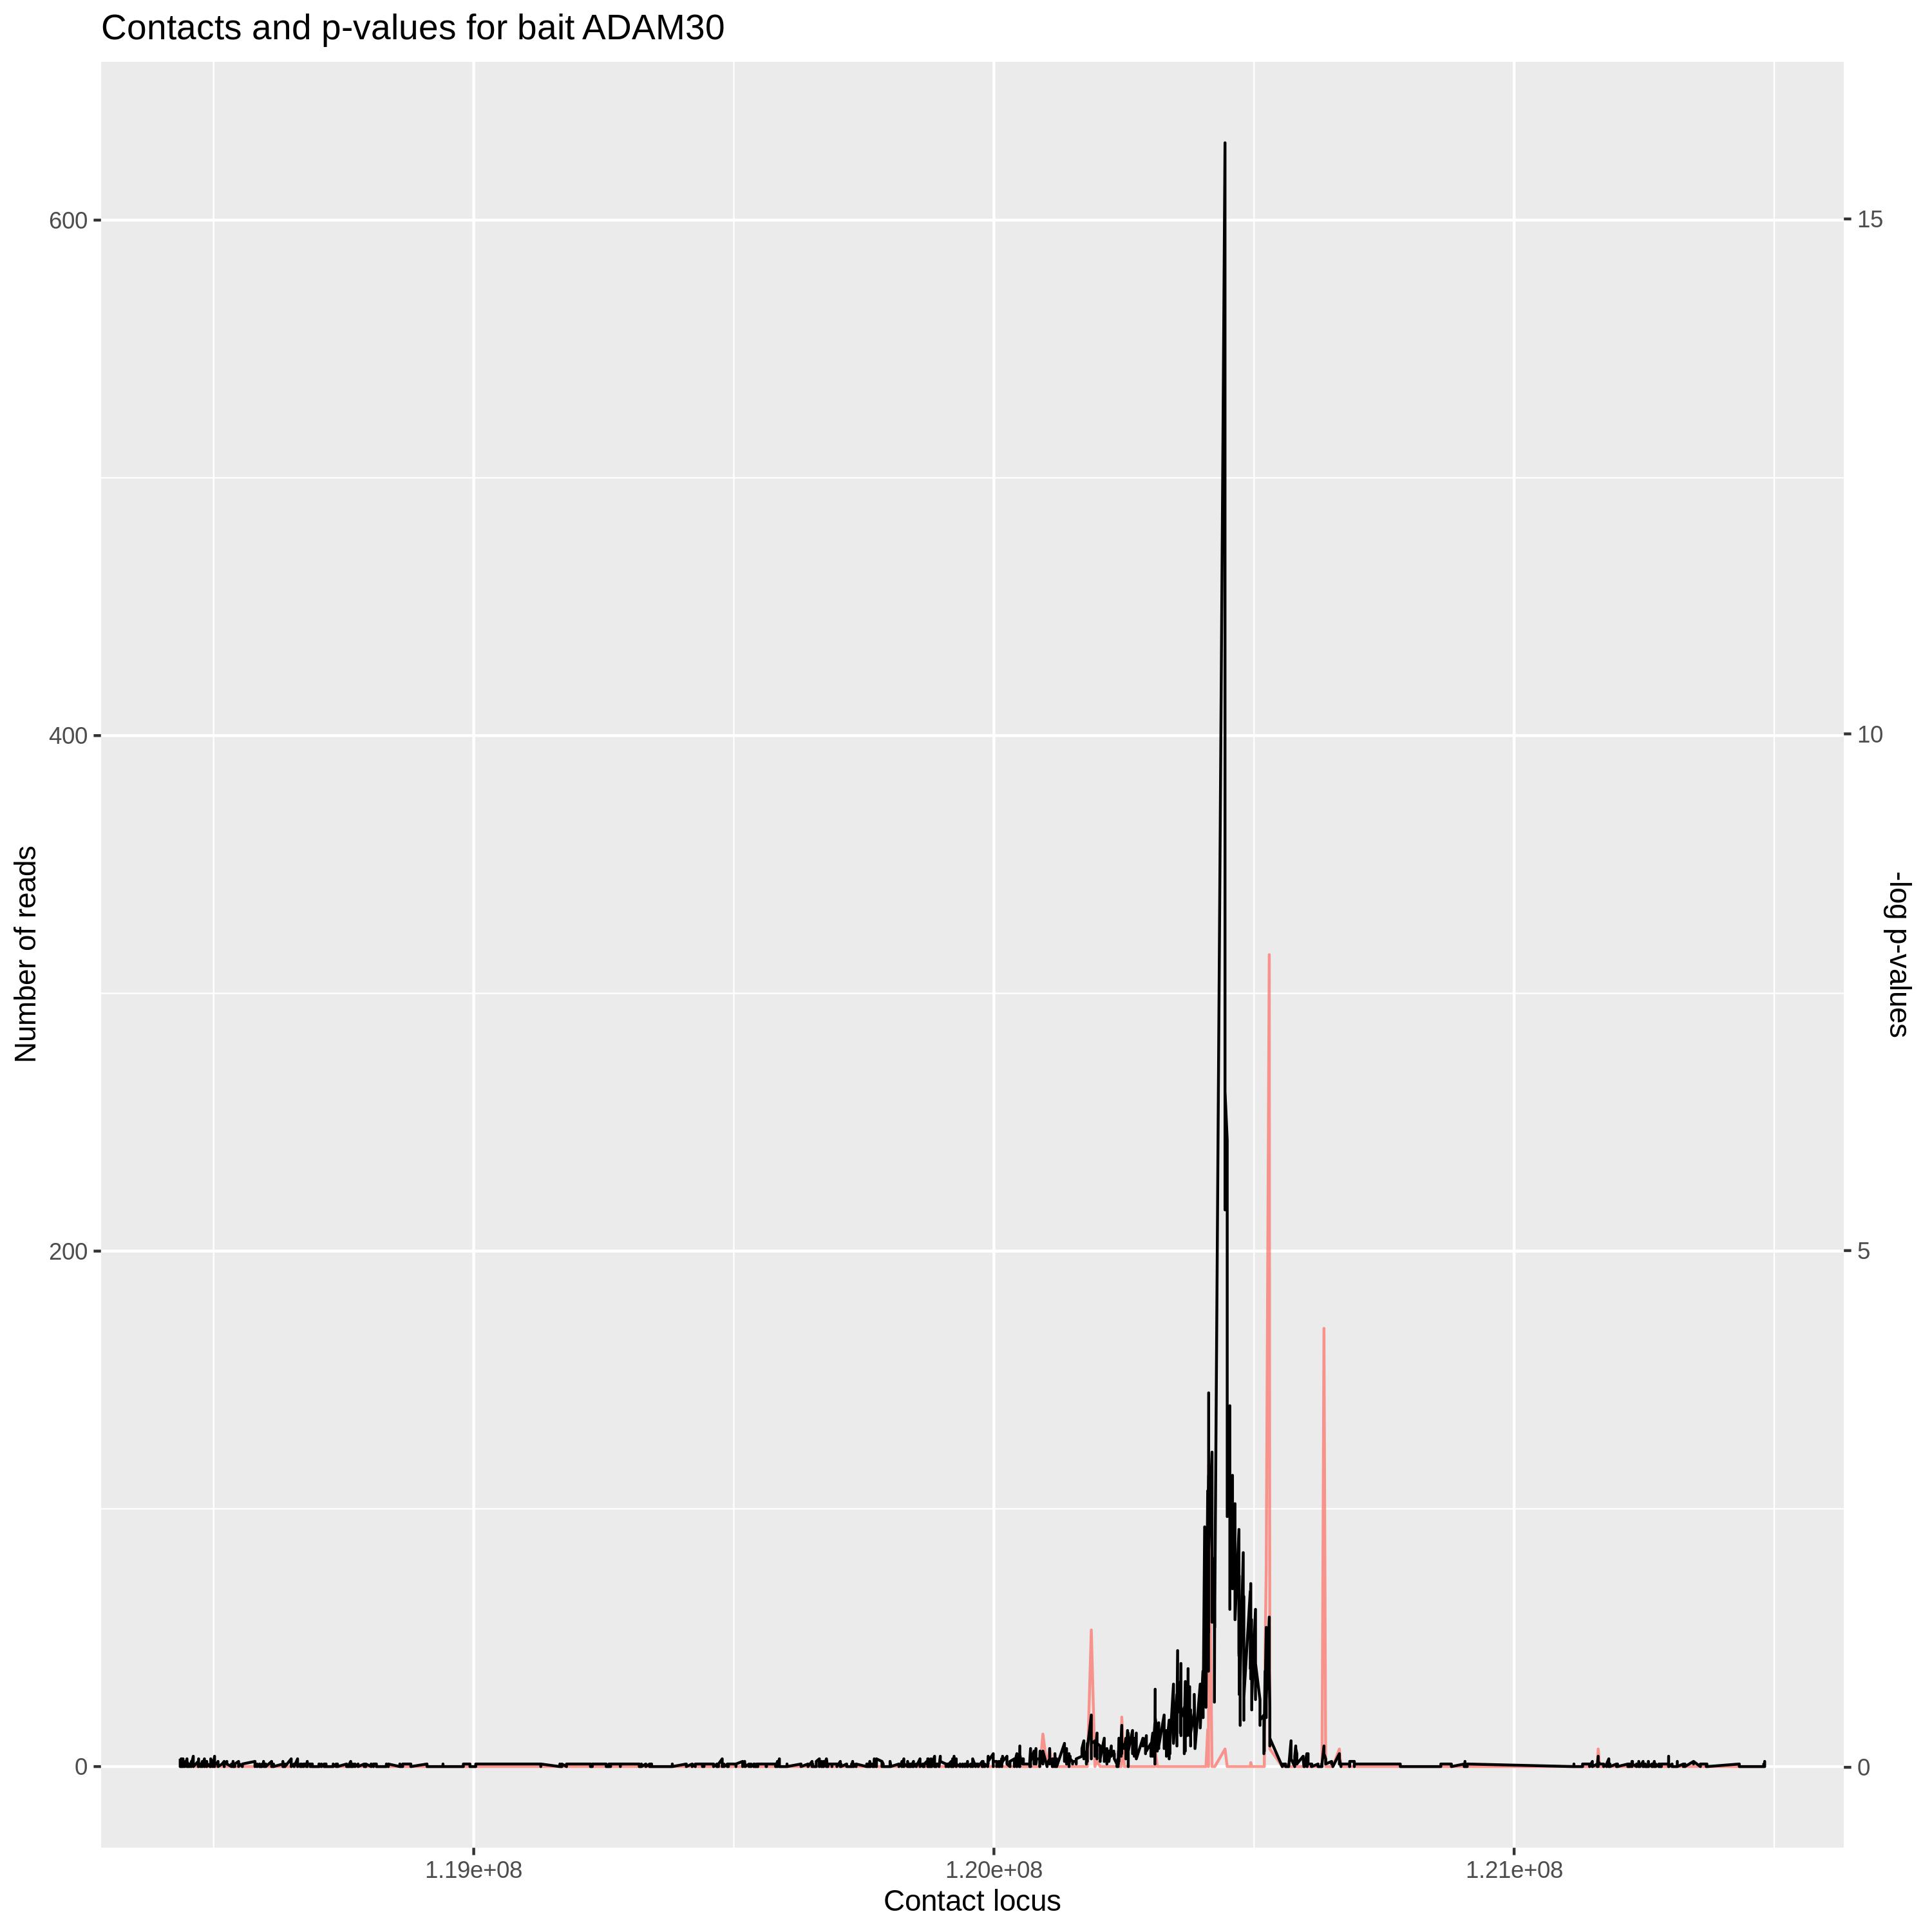 Contacts and p-values for bait ADAM30
600
400
200
0
Number of reads
15
10
5
0
-log p-values
1.19e+08
1.20e+08
1.21e+08
Contact locus